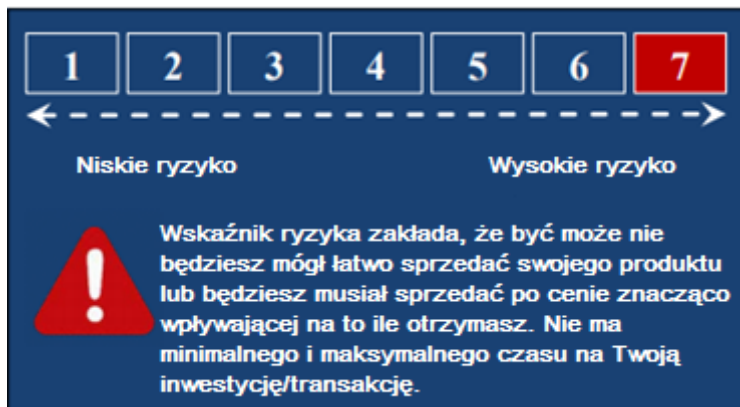 1 2 3 4 5 6 7
Niskie ryzyko Wysokie ryzyko
Wskaźnik ryzyka zakłada, że być może nie
będziesz mógł łatwo sprzedać swojego produktu
lub będziesz musiał sprzedać po cenie znacząco
wpływającej na to ile otrzymasz. Nie ma
minimalnego i maksymalnego czasu na Twoją
inwestycję/transakcję.